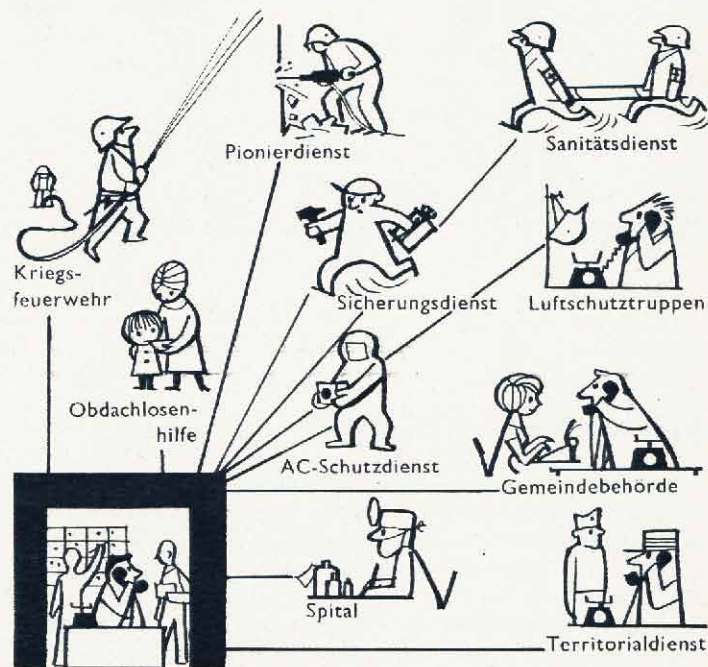 Pionierdienst
Sanitätsdienst
Kriegs-
feuerwehr
Sicherungsdienst
Luftschutztruppen
Obdachlosen-
hilfe
AC-Schutzdienst
Gemeindebehörde
Spital
Territorialdienst